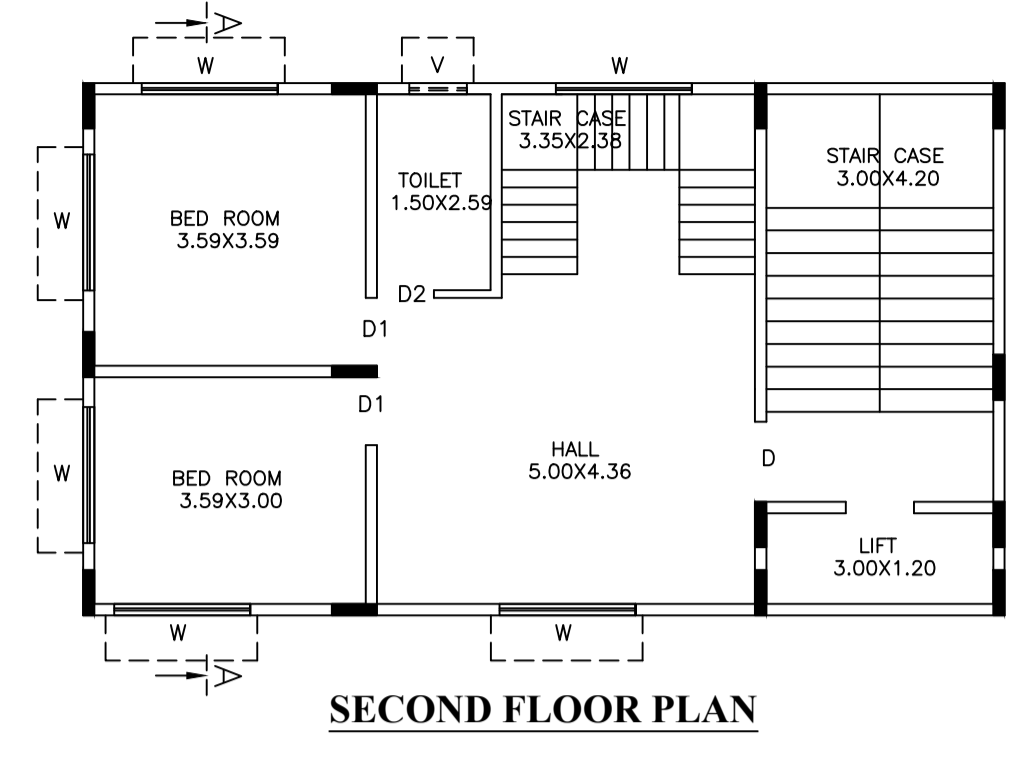 A
W
V
W
STAIR CASE
3.35X2.38
STAIR CASE
3.00X4.20
TOILET
1.50X2.59
W
BED ROOM
3.59X3.59
D2
D1
D1
HALL
5.00X4.36
D
W
BED ROOM
3.59X3.00
LIFT
3.00X1.20
W
W
A
SECOND FLOOR PLAN